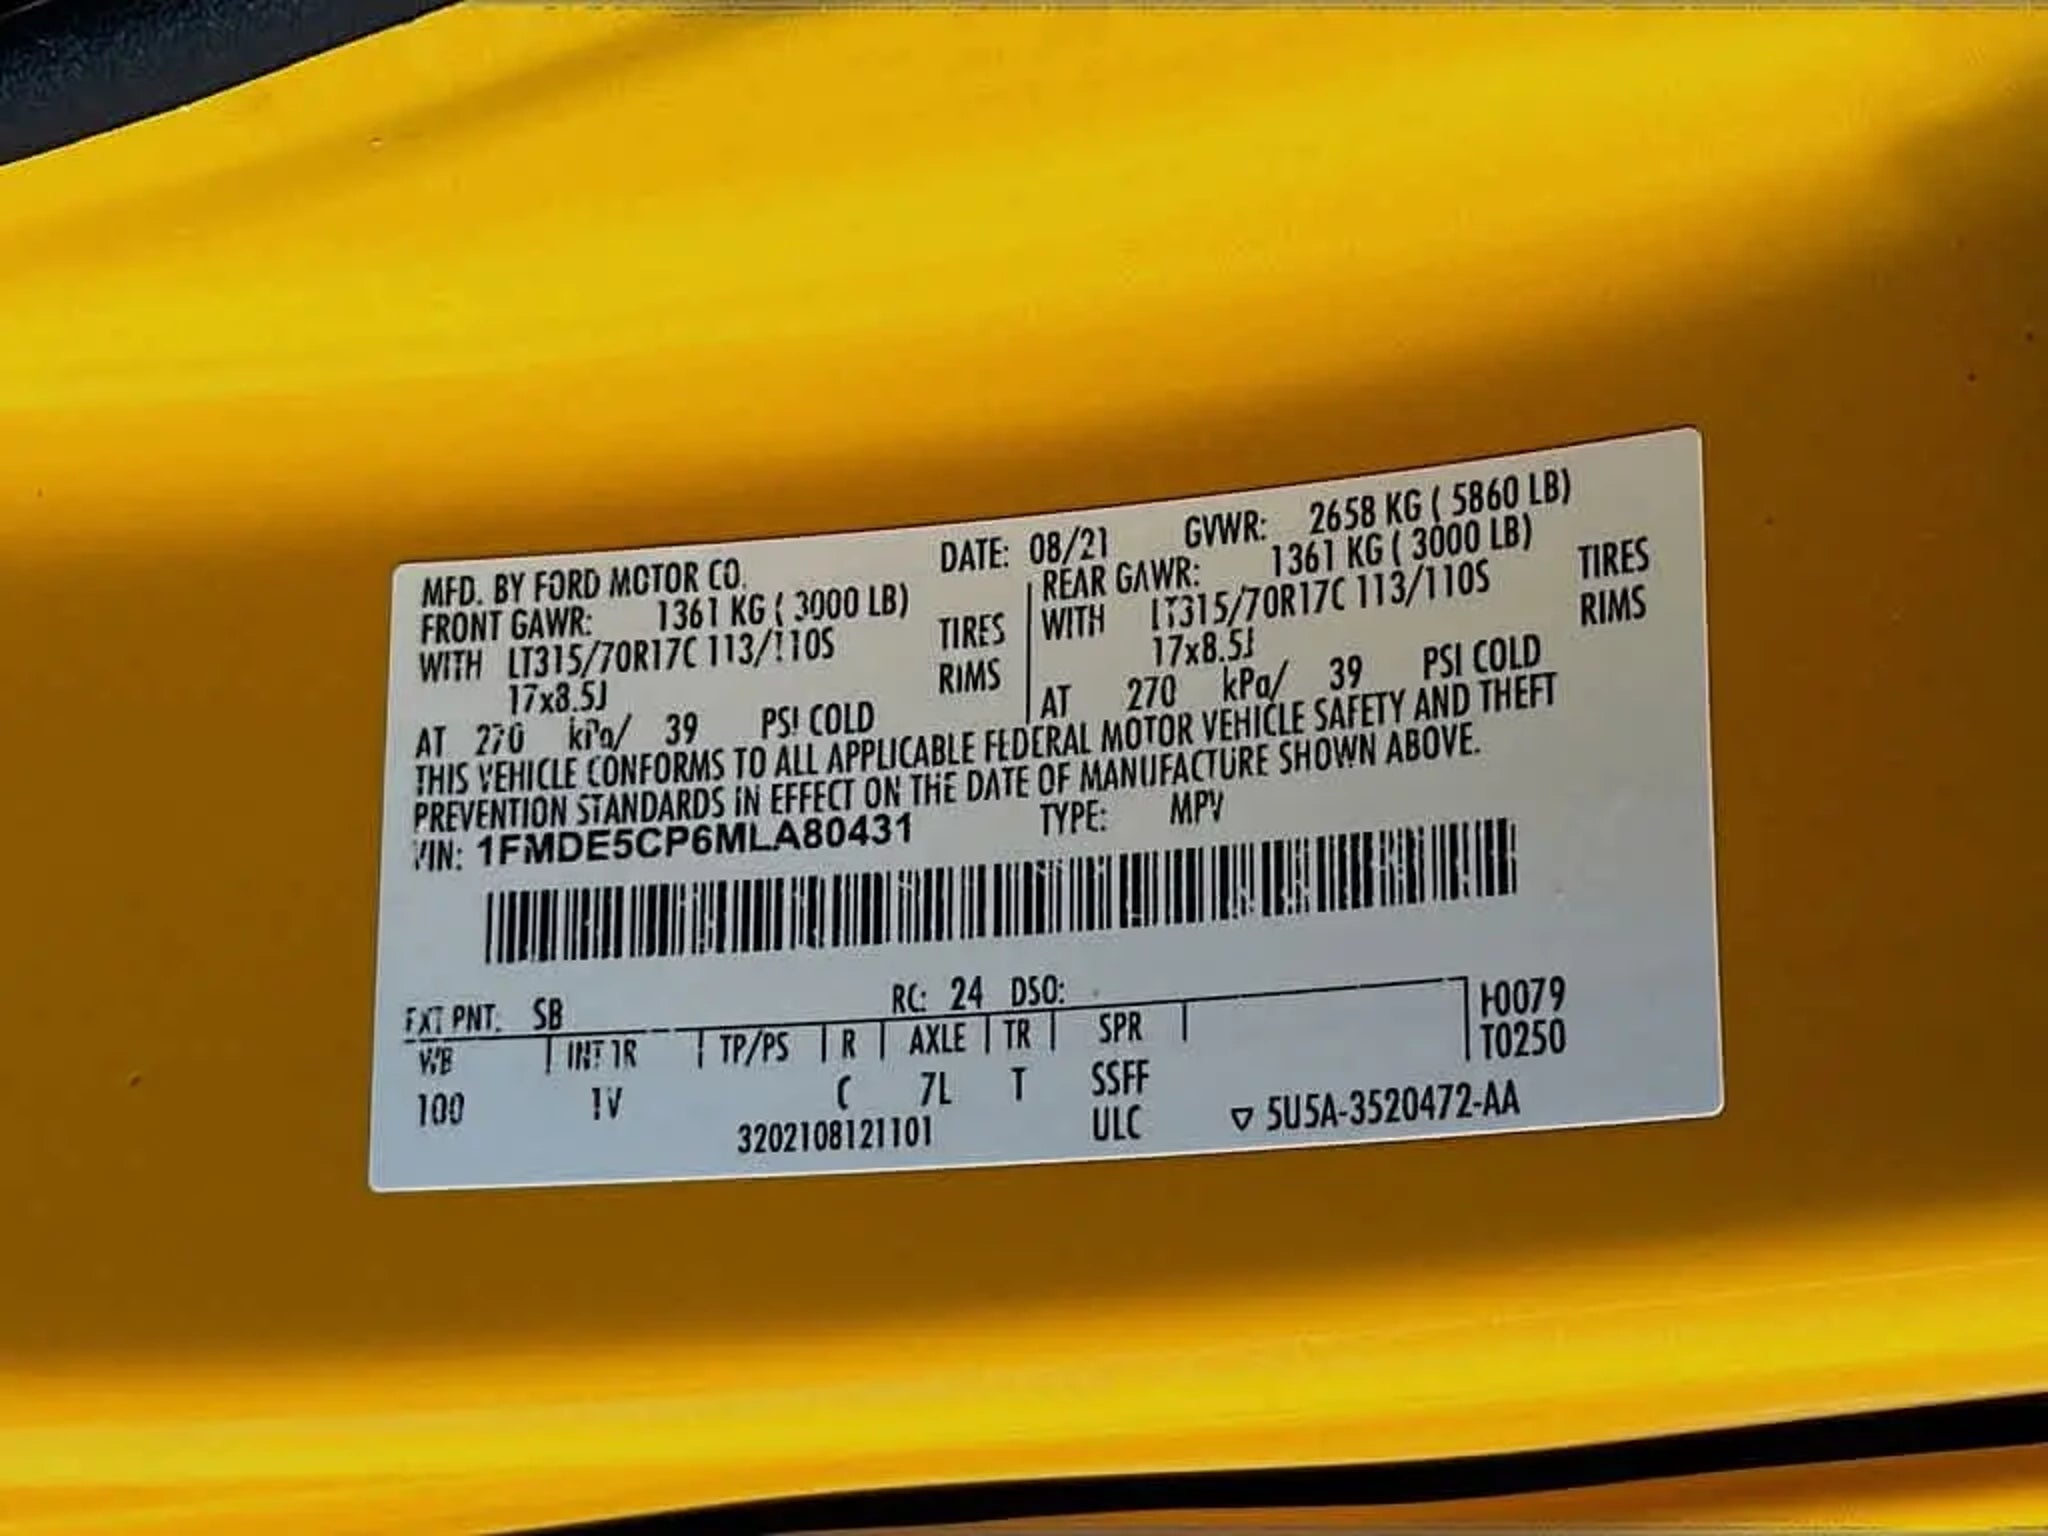 MFD. BY FORD MOTOR CO. DATE: 08/21 GVWR: 2658 KG ( 5860 LB)
FRONT GAWR: 1361 KG ( 3000 LB) REAR GAWR: 1361 KG ( 3000 LB)
WITH LT315/70R17C 113/110S TIRES WITH LT315/70R17C 113/110S TIRES
17x8.5J RIMS 17x8.5J RIMS
AT 270 kPa/ 39 PSI COLD AT 270 kPa/ 39 PSI COLD
THIS VEHICLE CONFORMS TO ALL APPLICABLE FEDERAL MOTOR VEHICLE SAFETY AND THEFT
PREVENTION STANDARDS IN EFFECT ON THE DATE OF MANUFACTURE SHOWN ABOVE.
VIN: 1FMDE5CP6MLA80431 TYPE: MPV
EXT PNT: SB RC: 24 DSO:
WB INT TR TP/PS R AXLE TR SPR
100 1V C 7L T SSFF
3202108121101 ULC
F0079
T0250
▽ 5U5A-3520472-AA